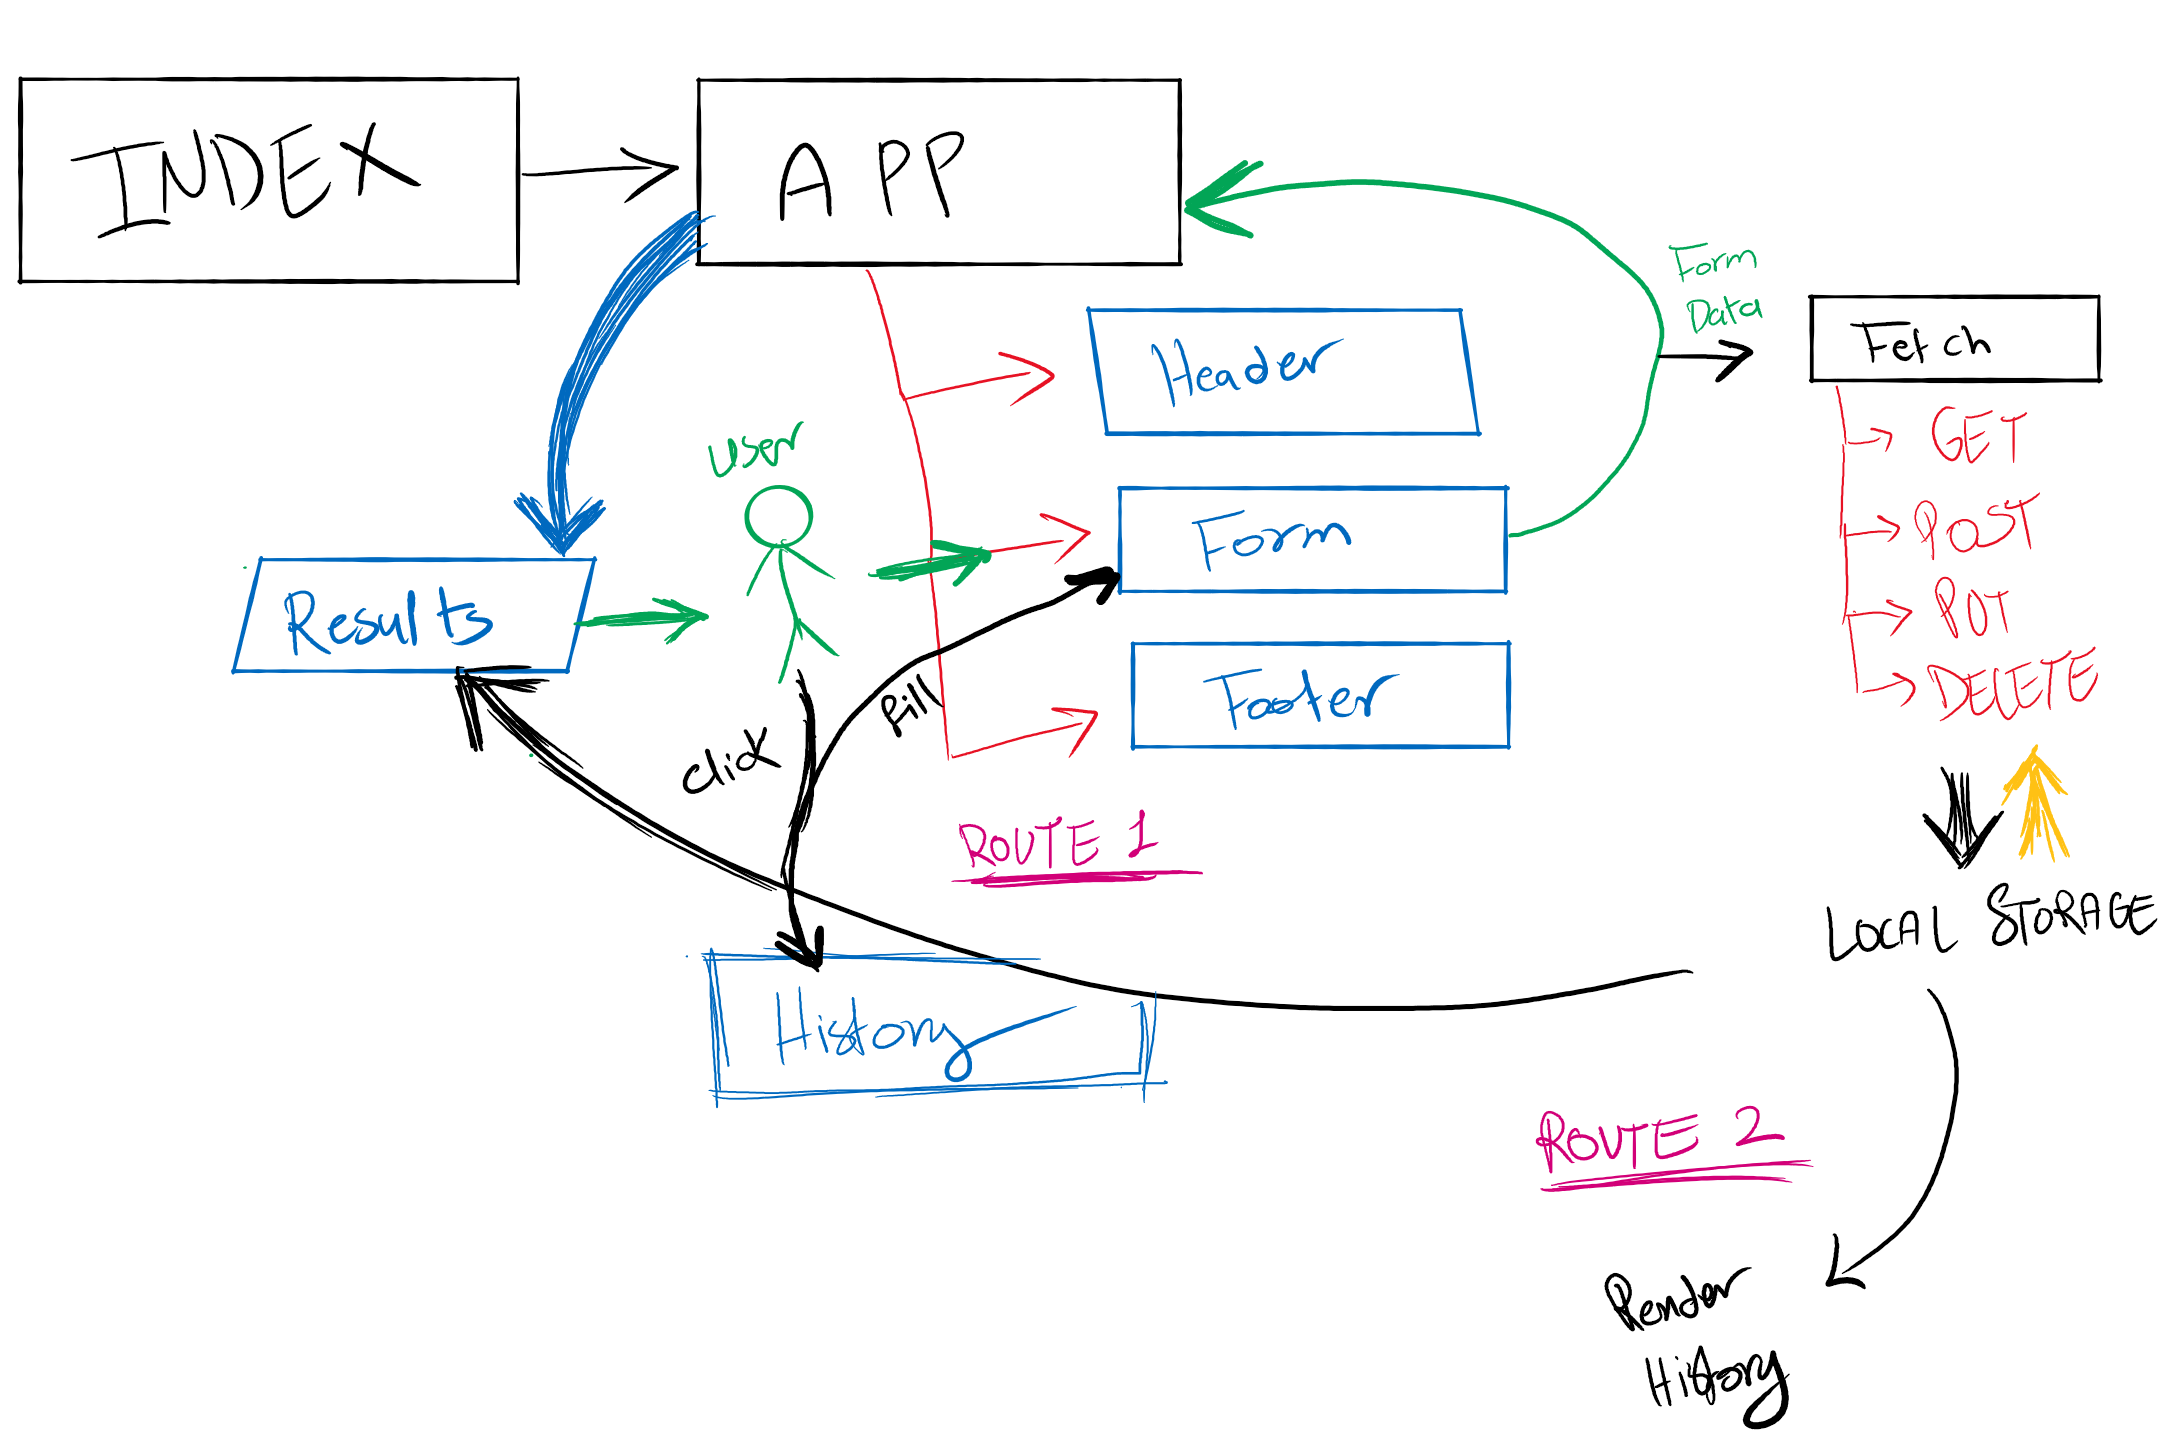 INDEX
APP
Form
Data
Header
Fetch
GET
User
POST
Form
Results
PUT
Footer
DELETE
fill
click
ROUTE 1
LOCAL STORAGE
History
ROUTE 2
Render
History